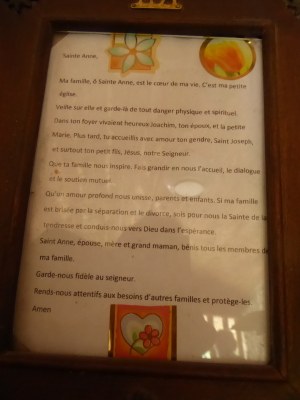 Sainte Anne,
Ma famille, ô Sainte Anne, est le cœur de ma vie. C'est ma petite
église.
Veille sur elle et garde-là de tout danger physique et spirituel.
Dans ton foyer vivaient heureux Joachim, ton époux, et la petite
Marie. Plus tard, tu accueillis avec amour ton gendre, Saint Joseph,
et surtout ton petit fils, Jésus, notre Seigneur.
Que ta famille nous inspire. Fais grandir en nous l'accueil, le dialogue
et le soutien mutuel.
Qu'un amour profond nous unisse, parents et enfants. Si ma famille
est brisée par la séparation et le divorce, sois pour nous la Sainte de la
tendresse et conduis nous vers Dieu dans l'espérance.
Saint Anne, épouse, mère et grand maman, bénis tous les membres de
ma famille.
Garde-nous fidèle au seigneur.
Rends-nous attentifs aux besoins d'autres familles et protège-les
Amen